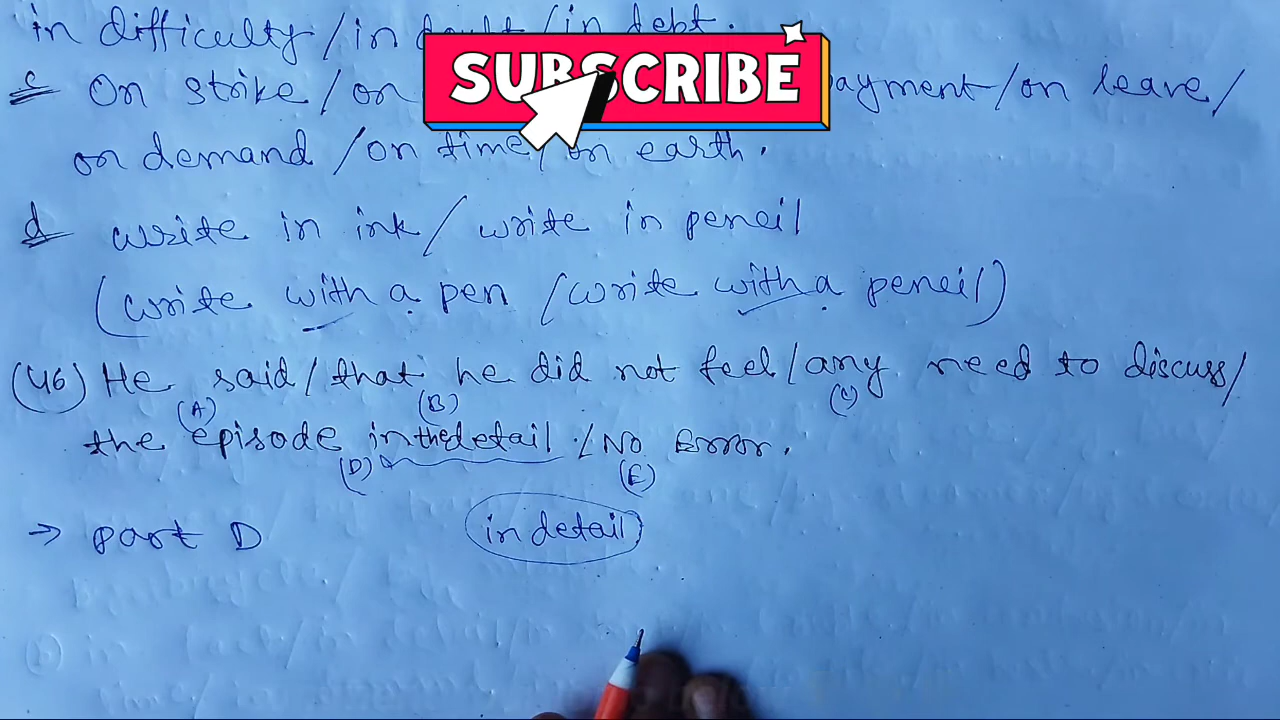 in difficulty/in doubt/in debt.
SUBSCRIBE
c On strike/on payment/on leave/
on demand/on time/on earth.
d write in ink/write in pencil
(write with a pen/write with a pencil)
(46) He said/that he did not feel/any need to discuss/
(A) (B) (C)
the episode in the detail ./No Error.
(D) (E)
→ part D in detail